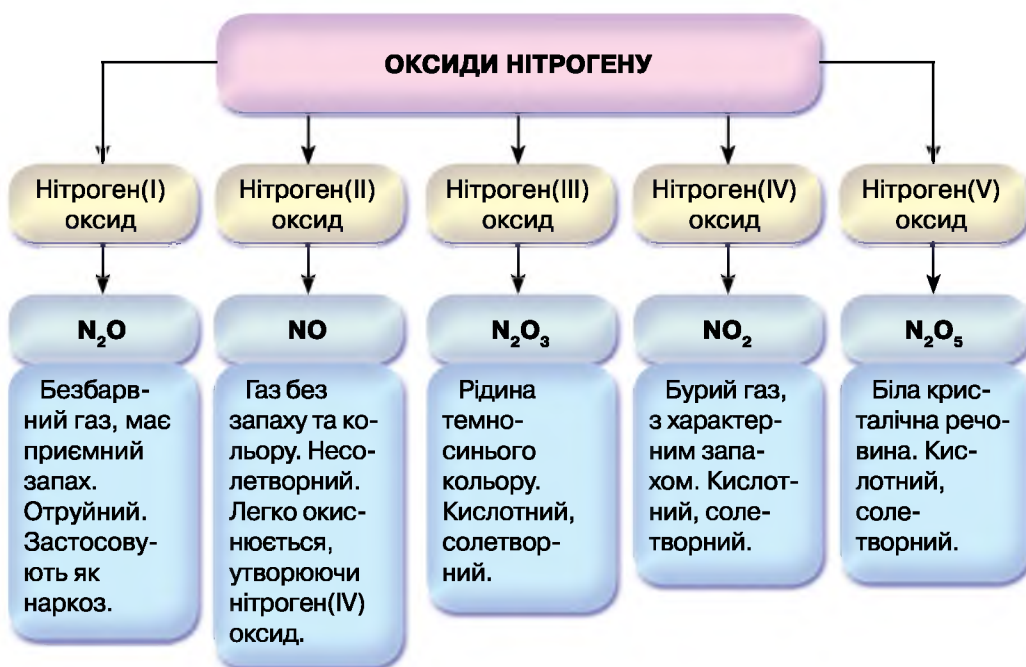 ОКСИДИ НІТРОГЕНУ
Нітроген(I)
оксид
Нітроген(II)
оксид
Нітроген(III)
оксид
Нітроген(IV)
оксид
Нітроген(V)
оксид
N₂O
NO
N₂O₃
NO₂
N₂O₅
Безбарв-
ний газ, має
приємний
запах.
Отруйний.
Застосову-
ють як
наркоз.
Газ без
запаху та ко-
льору. Несо-
летворний.
Легко окис-
нюється,
утворюючи
нітроген(IV)
оксид.
Рідина
темно-
синього
кольору.
Кислотний,
солетвор-
ний.
Бурий газ,
з характер-
ним запа-
хом. Кислот-
ний, соле-
творний.
Біла крис-
талічна речо-
вина. Кис-
лотний,
соле-
творний.